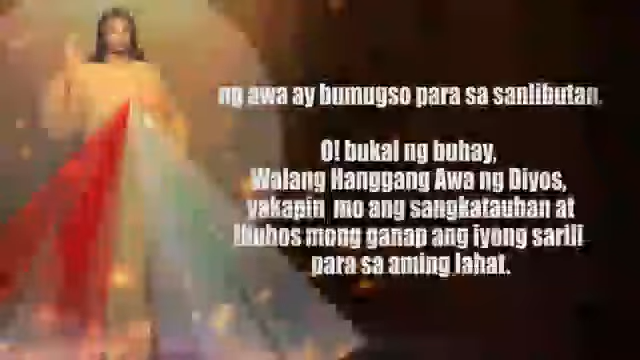 ng awa ay bumugso para sa sanlibutan.
O! bukal ng buhay,
Walang Hanggang Awa ng Diyos,
yakapin mo ang sangkatauhan at
ibuhos mong ganap ang iyong sarili
para sa aming lahat.